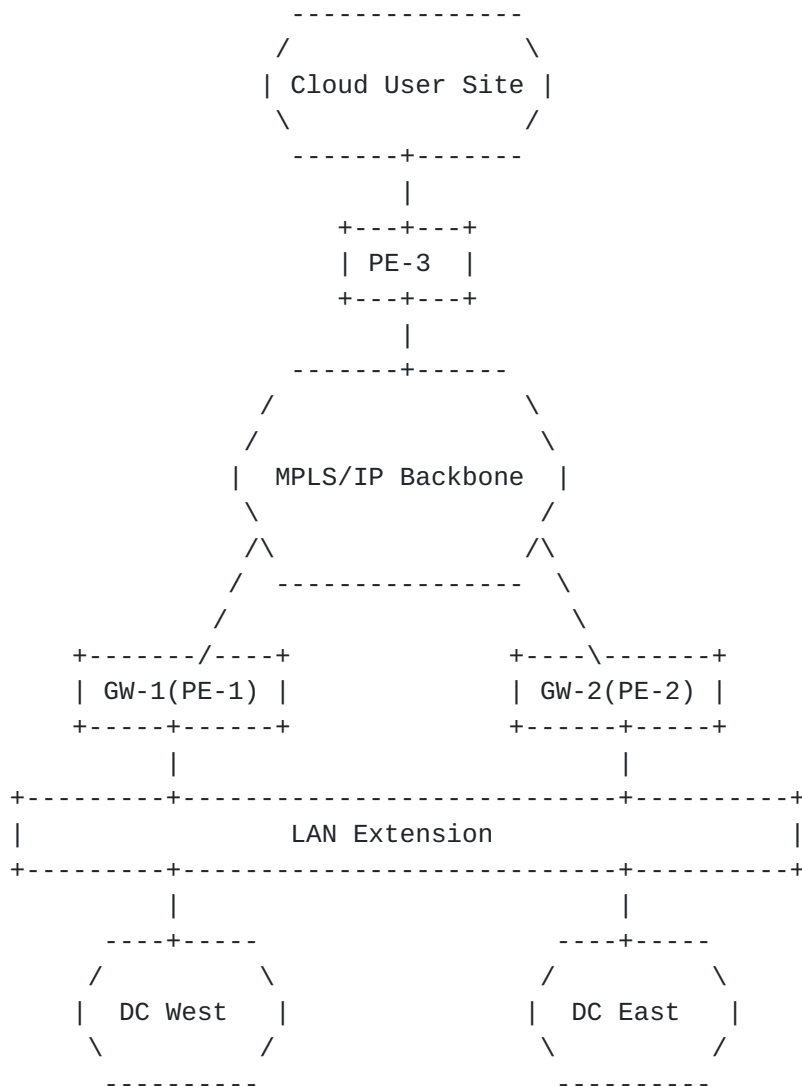 Cloud User Site
PE-3
MPLS/IP Backbone
GW-1(PE-1) GW-2(PE-2)
LAN Extension
DC West DC East